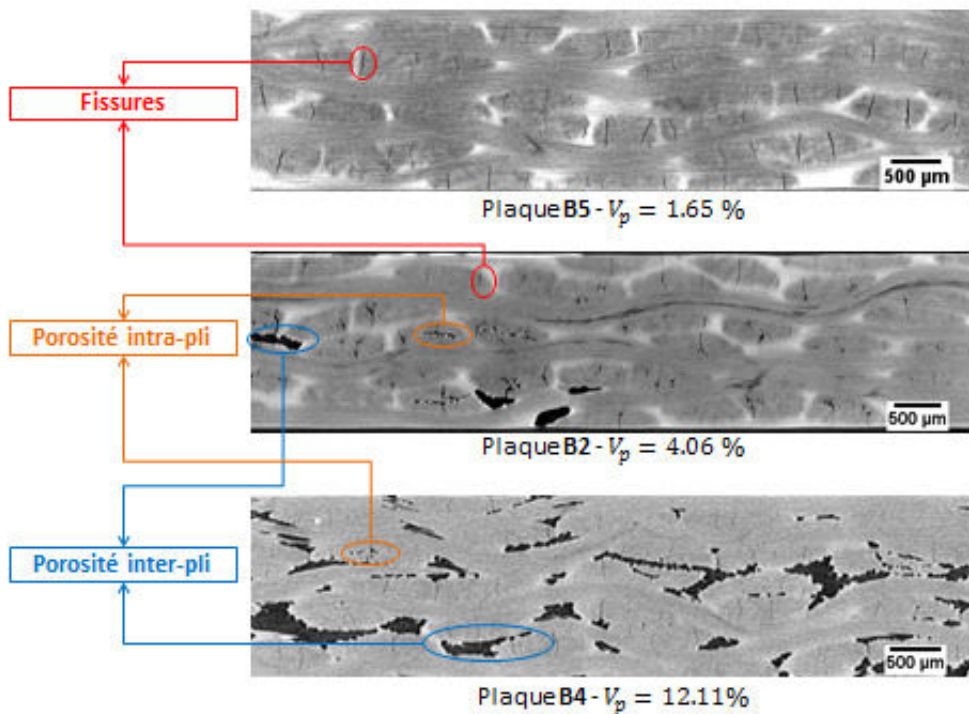 Fissures
500 µm
Plaque B5 - Vp = 1.65 %
Porosité intra-pli
500 µm
Plaque B2 - Vp = 4.06 %
Porosité inter-pli
500 µm
Plaque B4 - Vp = 12.11%